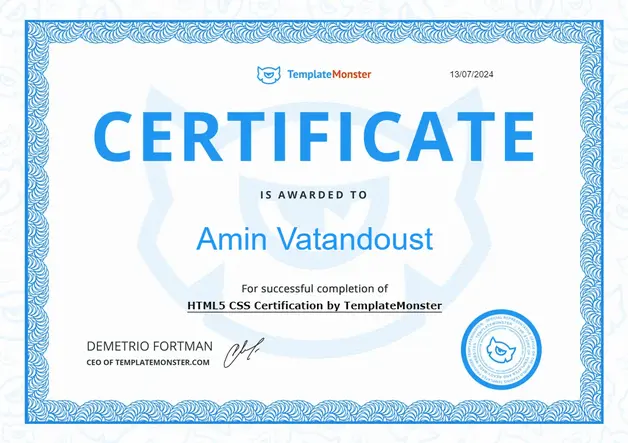 TemplateMonster
13/07/2024
CERTIFICATE
IS AWARDED TO
Amin Vatandoust
For successful completion of
HTML5 CSS Certification by TemplateMonster
DEMETRIO FORTMAN
CEO OF TEMPLATEMONSTER.COM